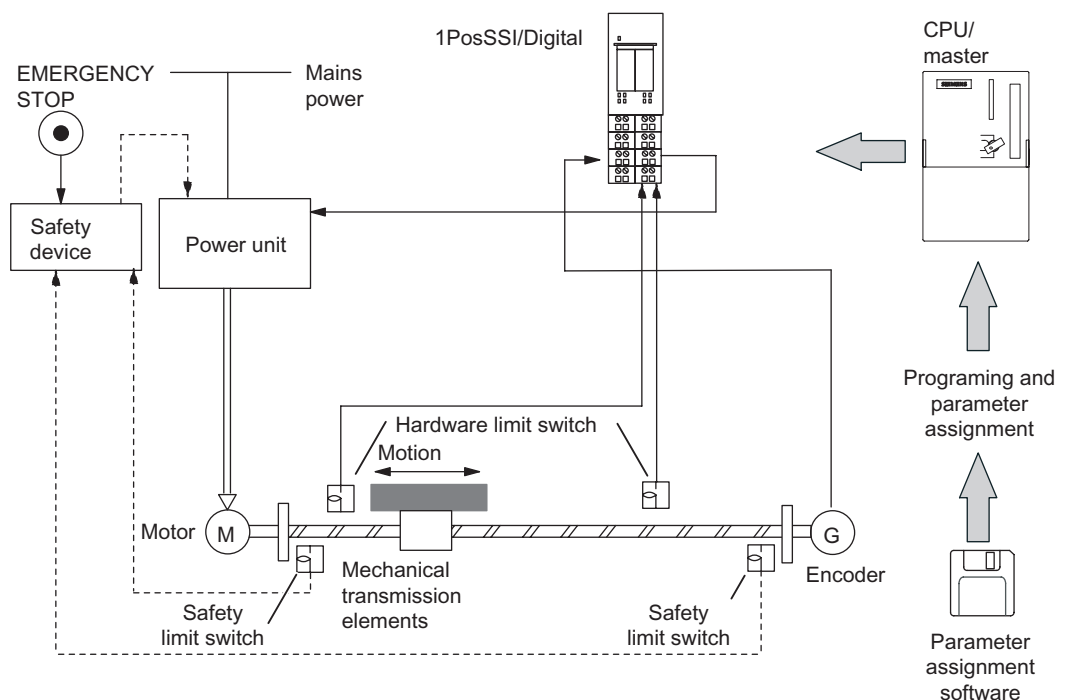 1PosSSI/Digital
CPU/
master
EMERGENCY
STOP
Mains
power
SIEMENS
Safety
device
Power unit
Programing and
parameter
assignment
Hardware limit switch
Motion
Motor
M
G
Encoder
Mechanical
transmission
elements
Safety
limit switch
Safety
limit switch
Parameter
assignment
software